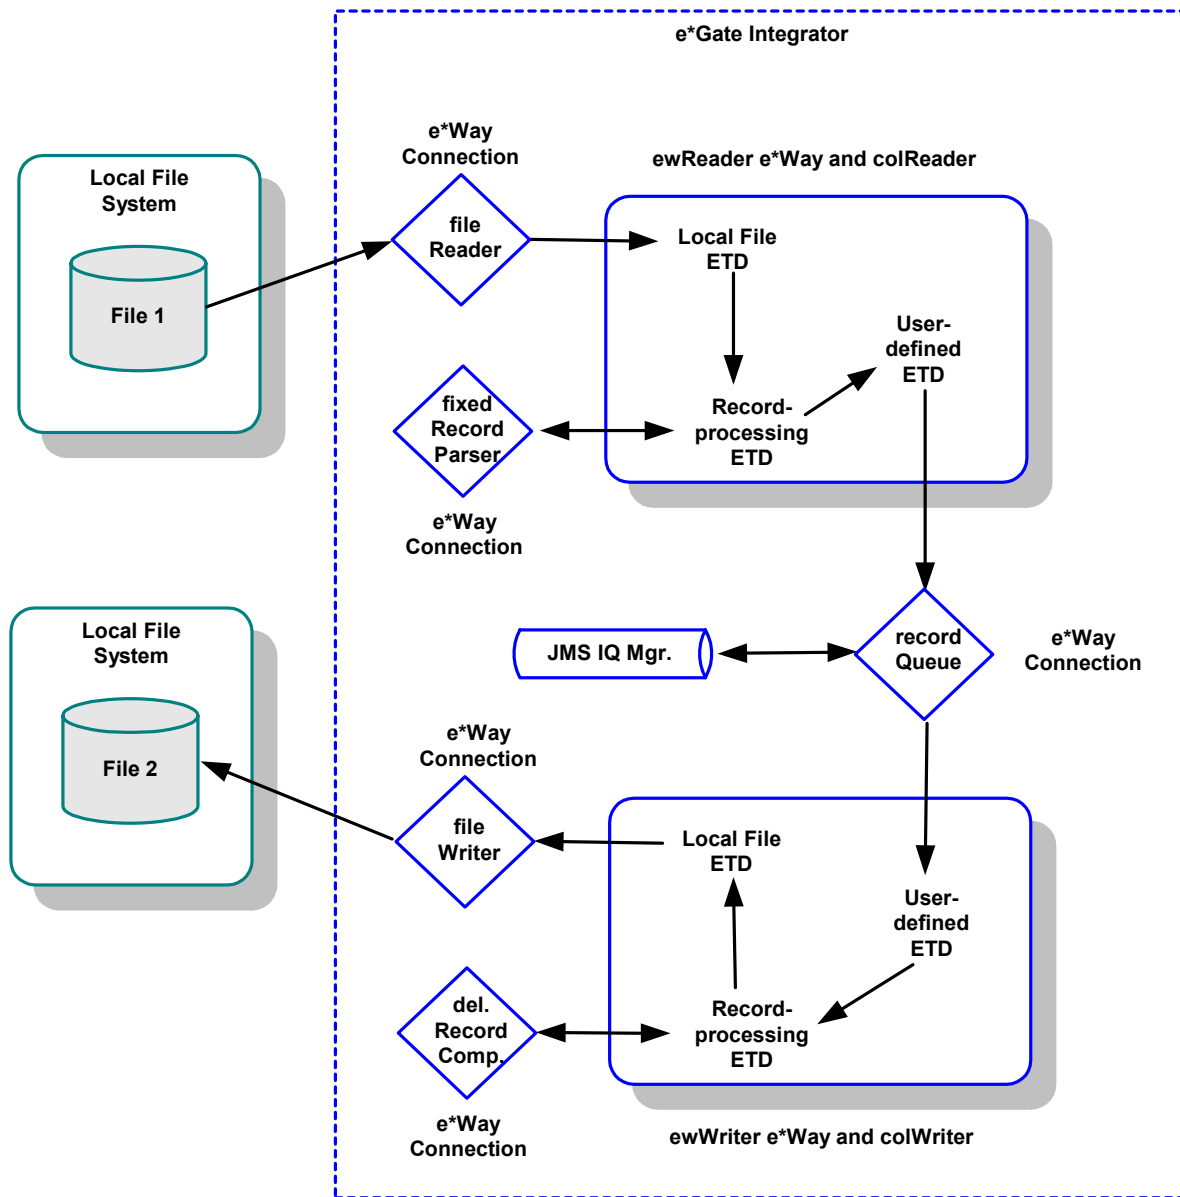 e*Gate Integrator
e*Way
Connection
ewReader e*Way and colReader
Local File
System
file
Reader
Local File
ETD
File 1
User-
defined
ETD
fixed
Record
Parser
Record-
processing
ETD
e*Way
Connection
Local File
System
JMS IQ Mgr.
record
Queue
e*Way
Connection
e*Way
Connection
File 2
file
Writer
Local File
ETD
User-
defined
ETD
del.
Record
Comp.
Record-
processing
ETD
e*Way
Connection
ewWriter e*Way and colWriter